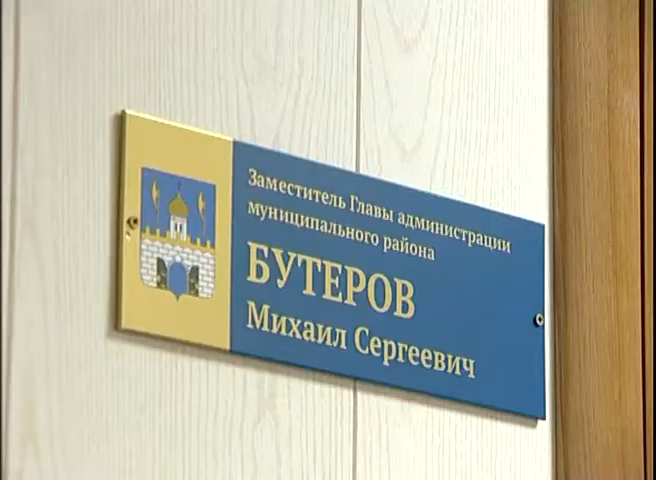 Заместитель Главы администрации
муниципального района
БУТЕРОВ
Михаил Сергеевич